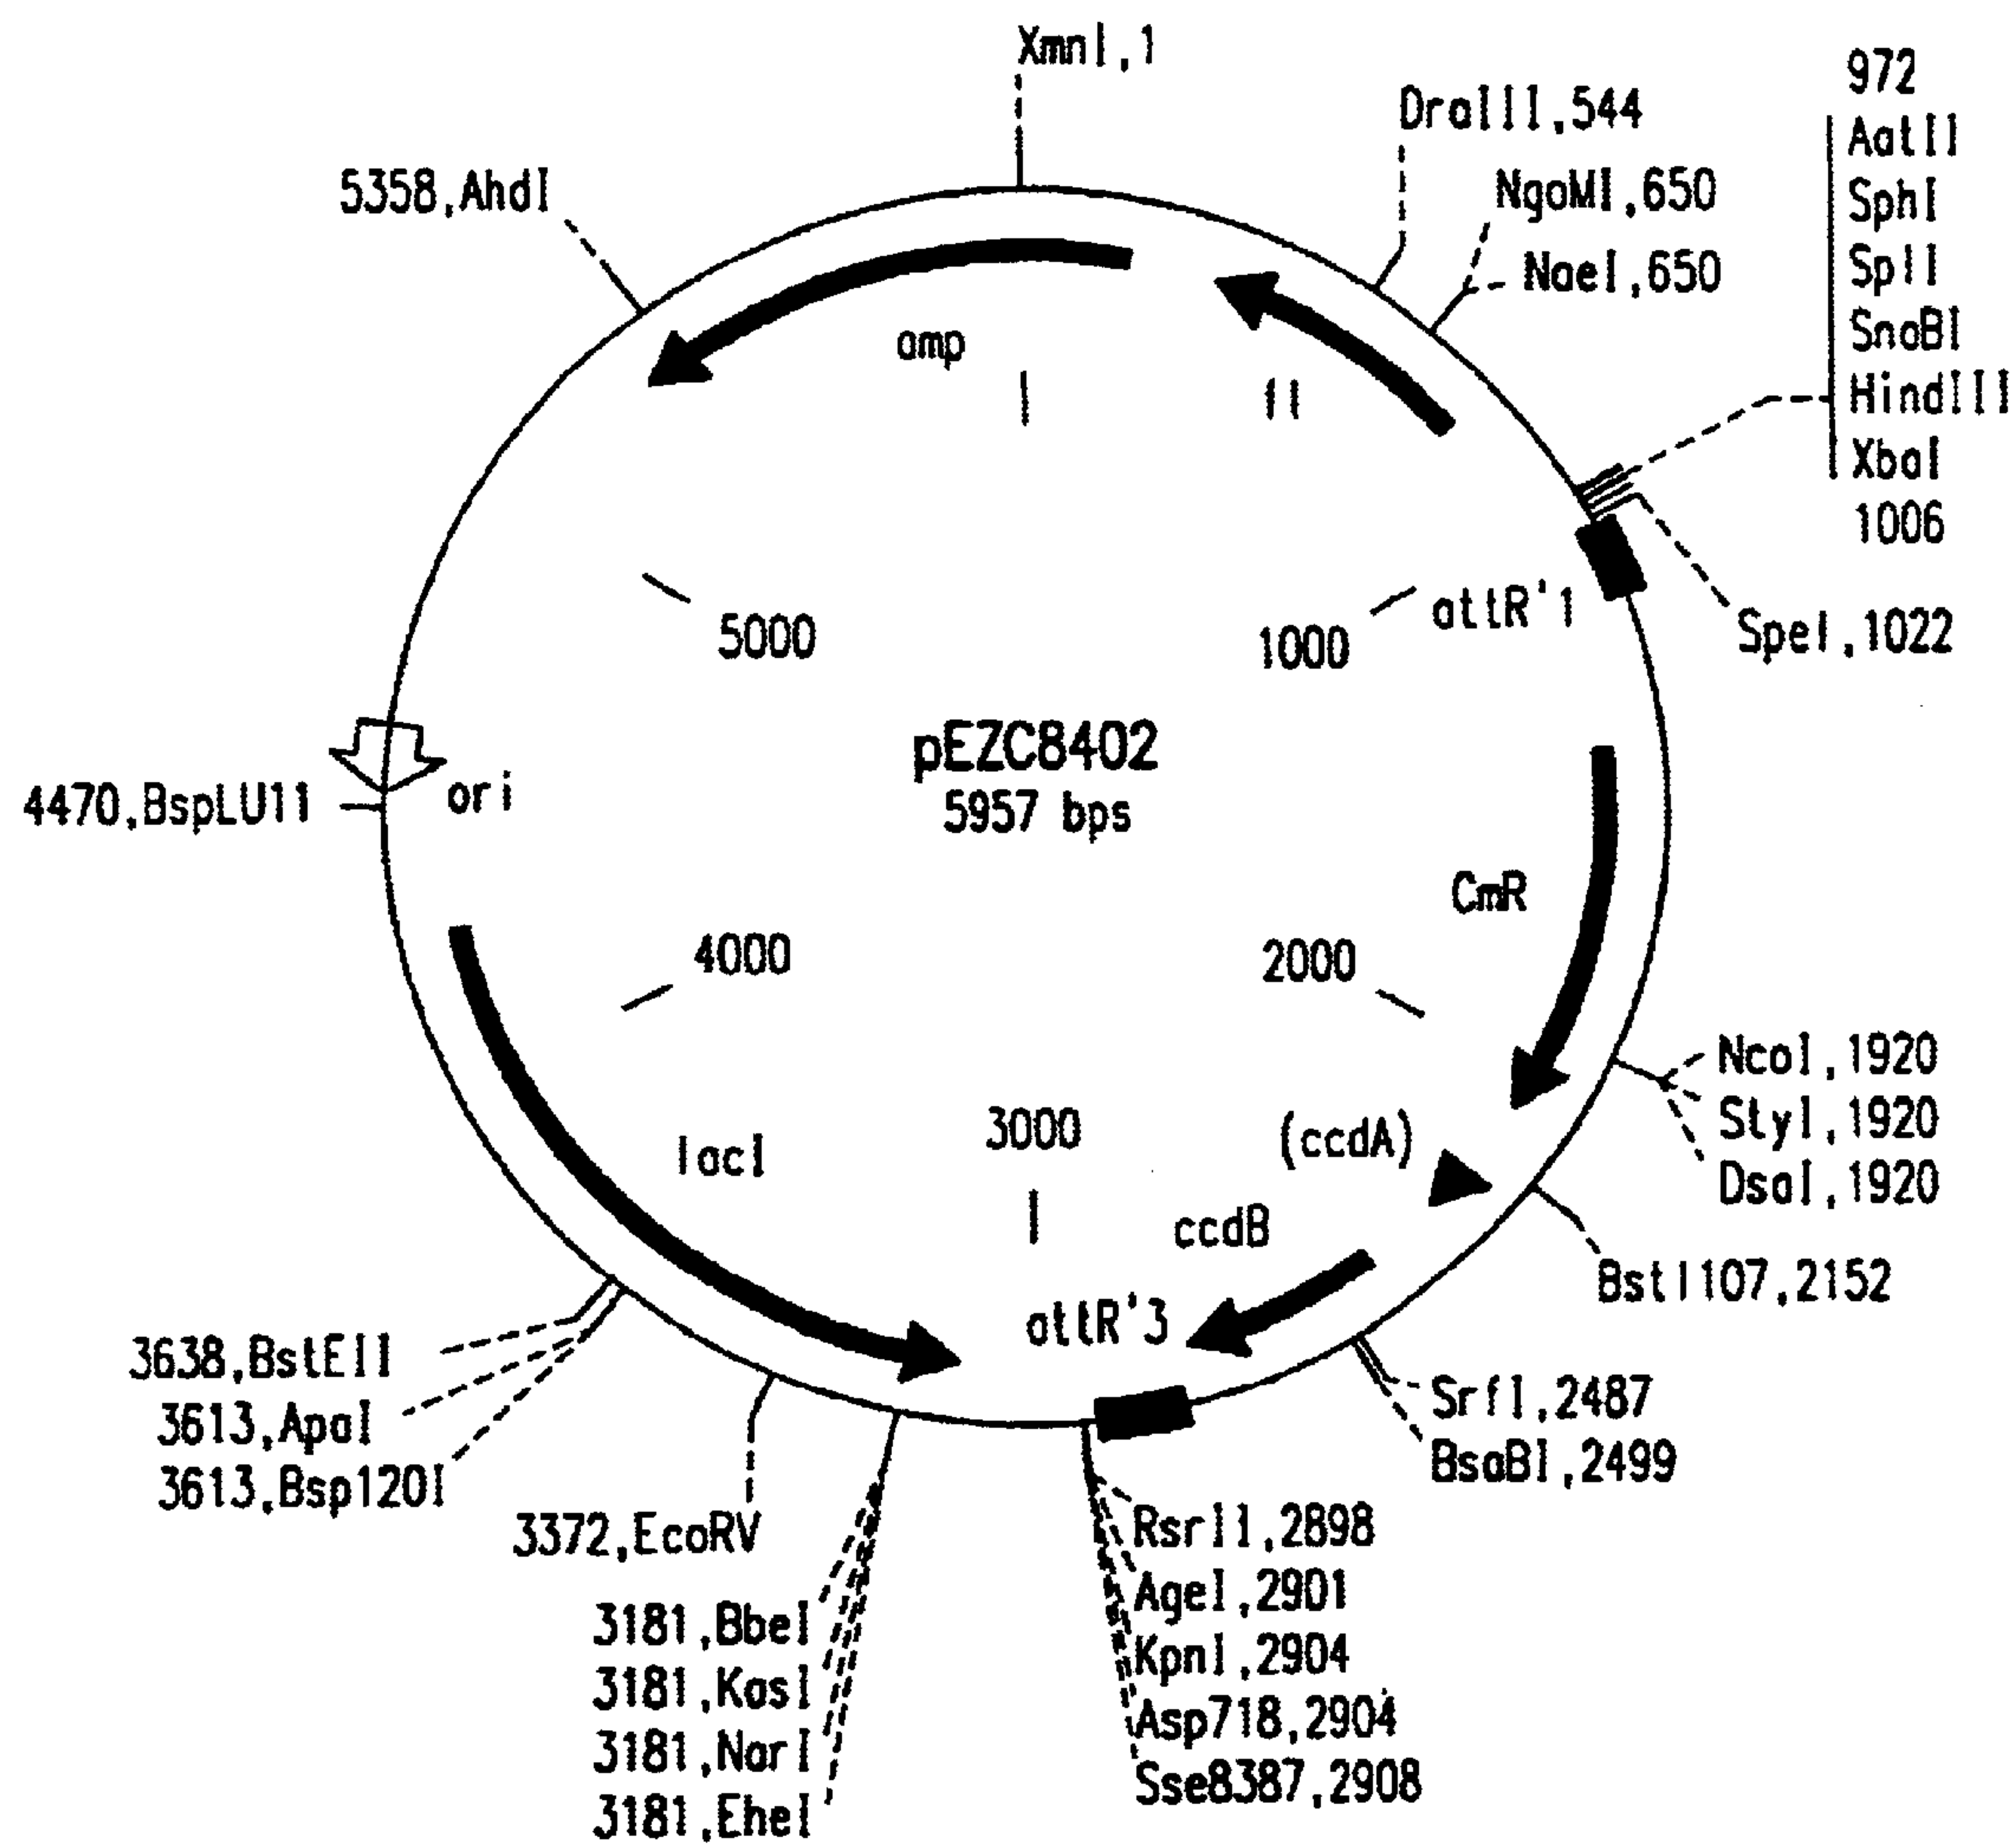 XmnI,1
972
DraIII,544
AatII
5358,AhdI
NgoMI,650
SphI
NaeI,650
SplI
SnaBI
amp
f1
HindIII
XbaI
1006
5000
1000
attR'1
SpeI,1022
pEZC8402
5957 bps
4470,BspLU11
ori
CmR
4000
2000
NcoI,1920
StyI,1920
DsaI,1920
3000
(ccdA)
lacI
ccdB
Bst1107,2152
attR'3
3638,BstEII
3613,ApaI
3613,Bsp120I
SrfI,2487
BsaBI,2499
3372,EcoRV
RsrII,2898
AgeI,2901
KpnI,2904
Asp718,2904
Sse8387,2908
3181,BbeI
3181,KasI
3181,NarI
3181,EheI